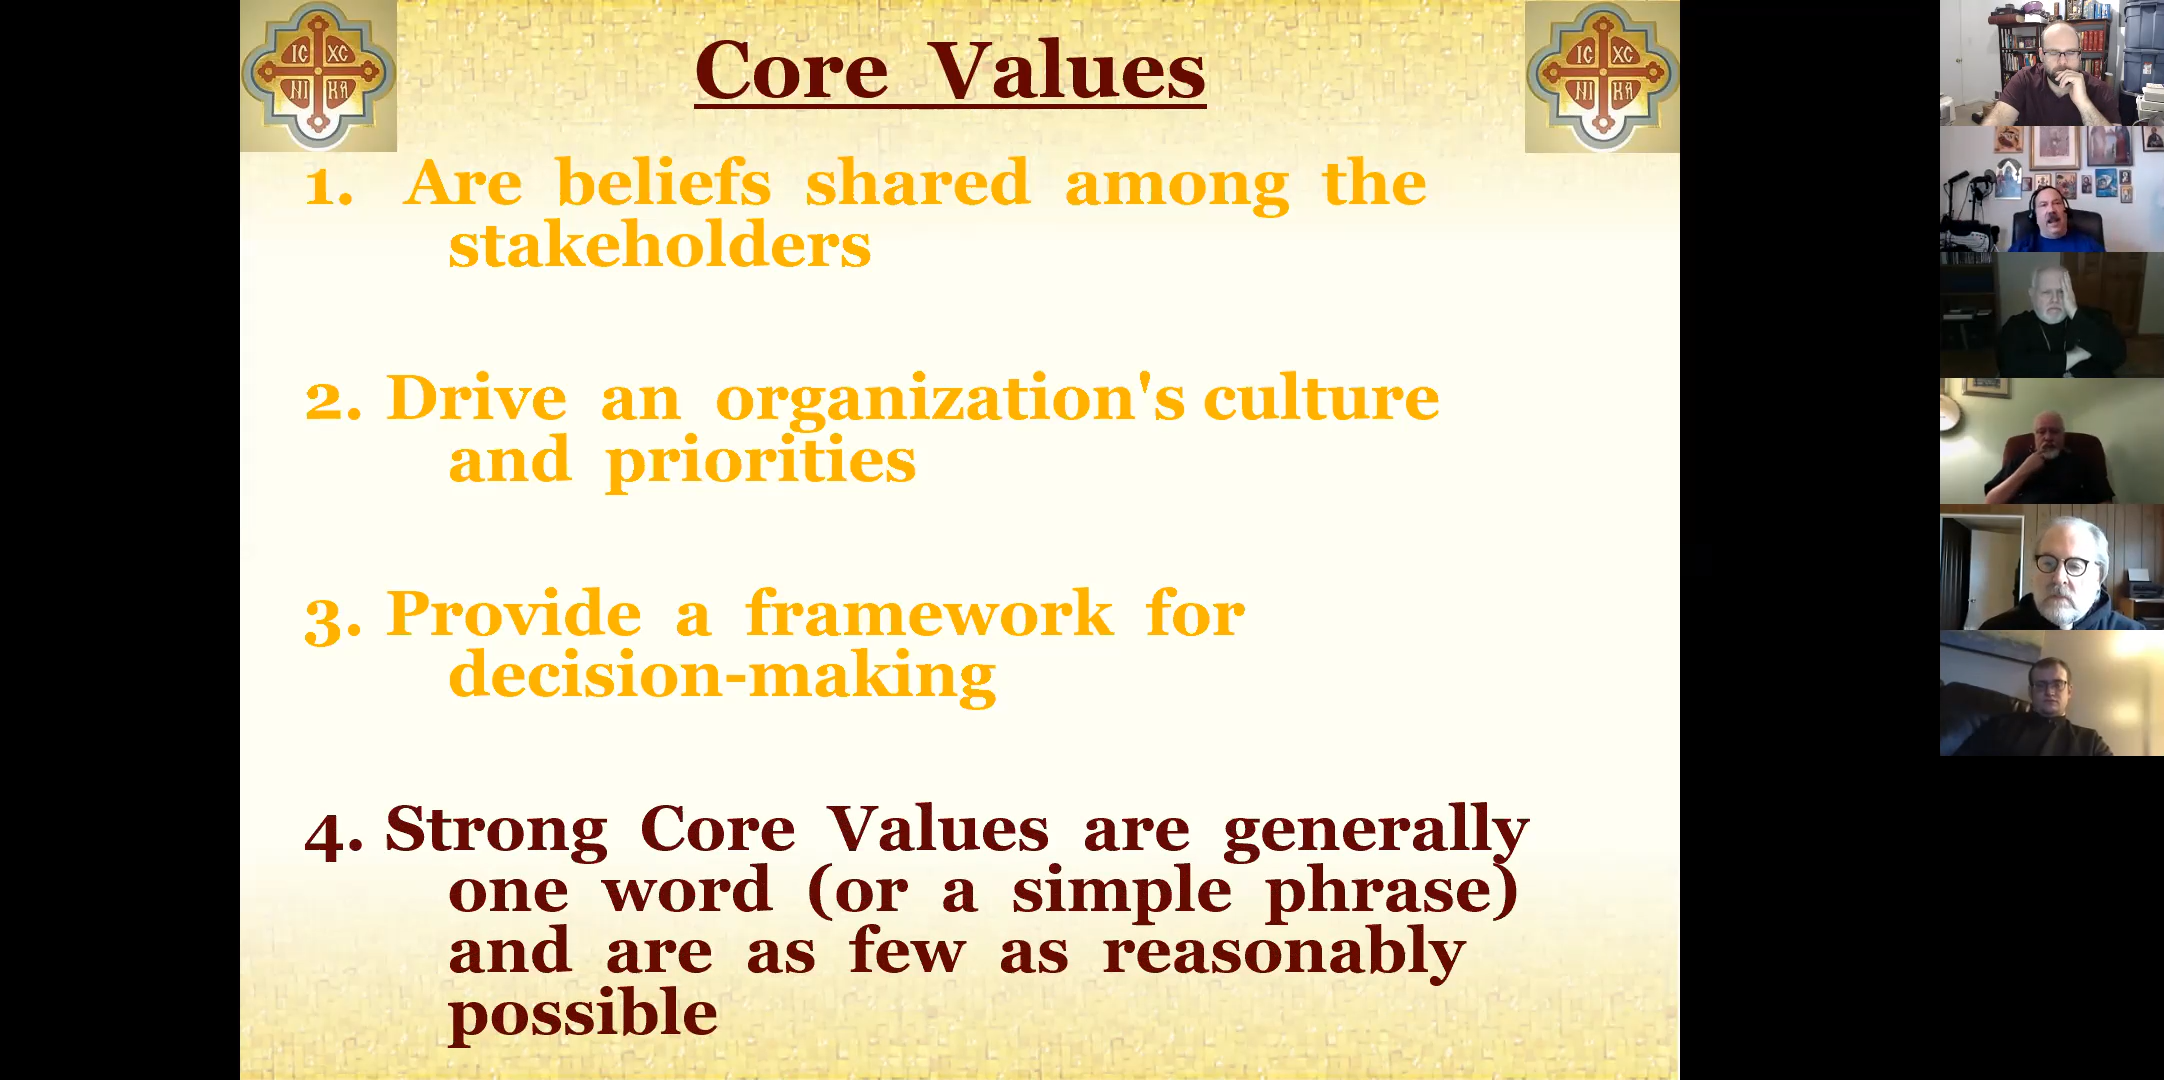 IC XC
NI KA
IC XC
NI KA
Core Values
1. Are beliefs shared among the
stakeholders
2. Drive an organization's culture
and priorities
3. Provide a framework for
decision-making
4. Strong Core Values are generally
one word (or a simple phrase)
and are as few as reasonably
possible